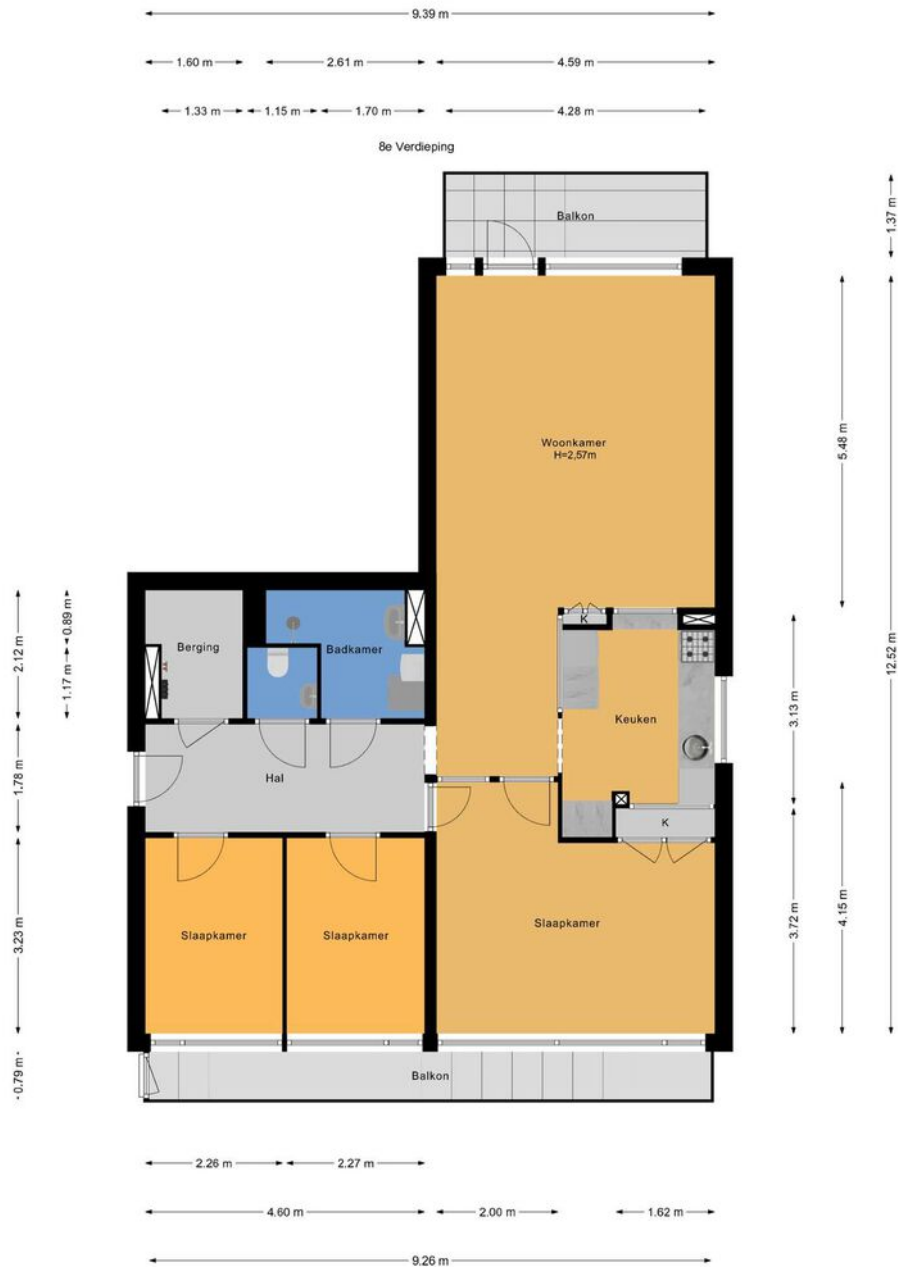 9.39 m
1.60 m
2.61 m
4.59 m
1.33 m
1.15 m
1.70 m
4.28 m
8e Verdieping
Balkon
1.37 m
Woonkamer
H=2,57m
5.48 m
12.52 m
2.12 m
0.89 m
1.17 m
Berging
Badkamer
K
Keuken
3.13 m
1.78 m
Hal
K
3.23 m
Slaapkamer
Slaapkamer
Slaapkamer
3.72 m
4.15 m
0.79 m
Balkon
2.26 m
2.27 m
4.60 m
2.00 m
1.62 m
9.26 m